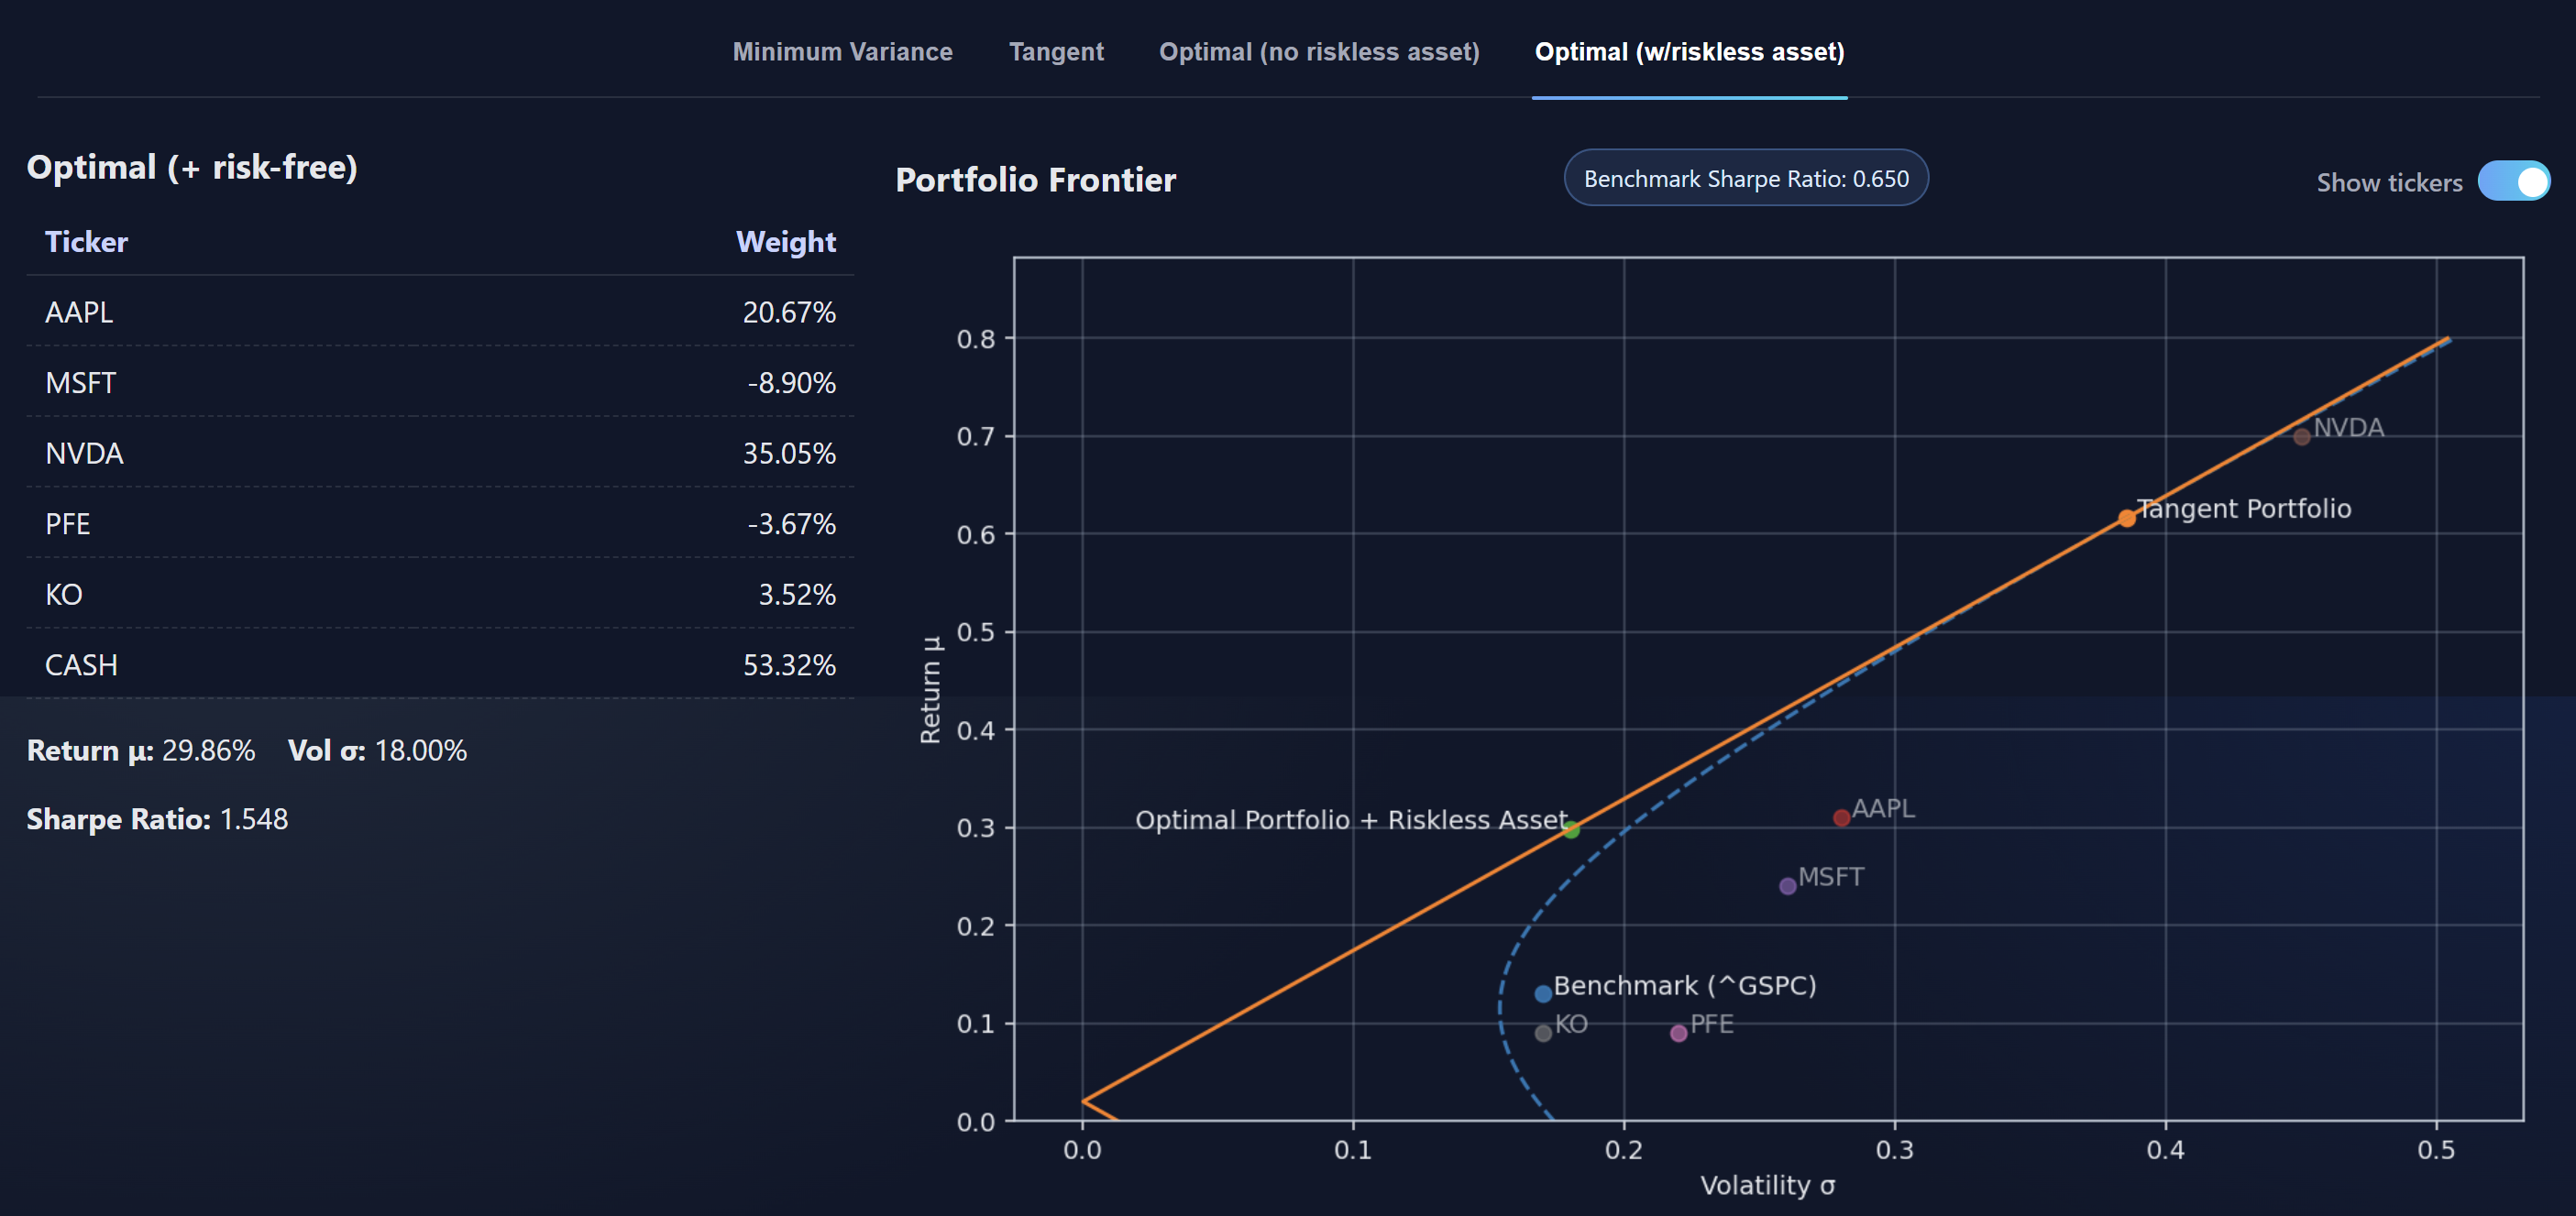 Minimum Variance Tangent Optimal (no riskless asset) Optimal (w/riskless asset)
Optimal (+ risk-free)
Ticker Weight
AAPL 20.67%
MSFT -8.90%
NVDA 35.05%
PFE -3.67%
KO 3.52%
CASH 53.32%
Return μ: 29.86% Vol σ: 18.00%
Sharpe Ratio: 1.548
Portfolio Frontier
Benchmark Sharpe Ratio: 0.650
Show tickers
0.8
0.7
0.6
0.5
0.4
0.3
0.2
0.1
0.0
Return μ
NVDA
Tangent Portfolio
Optimal Portfolio + Riskless Asset
AAPL
MSFT
Benchmark (^GSPC)
KO
PFE
0.0 0.1 0.2 0.3 0.4 0.5
Volatility σ